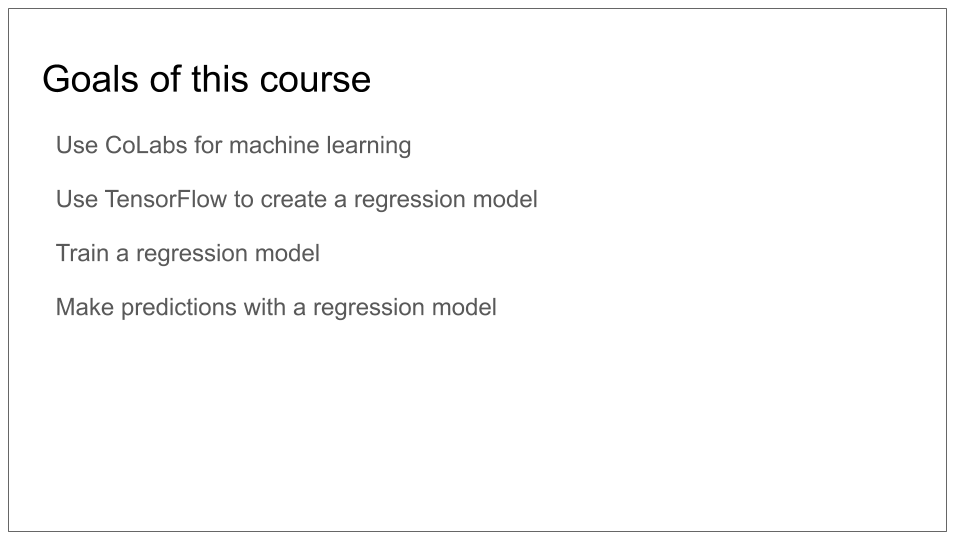 Goals of this course
Use CoLabs for machine learning
Use TensorFlow to create a regression model
Train a regression model
Make predictions with a regression model